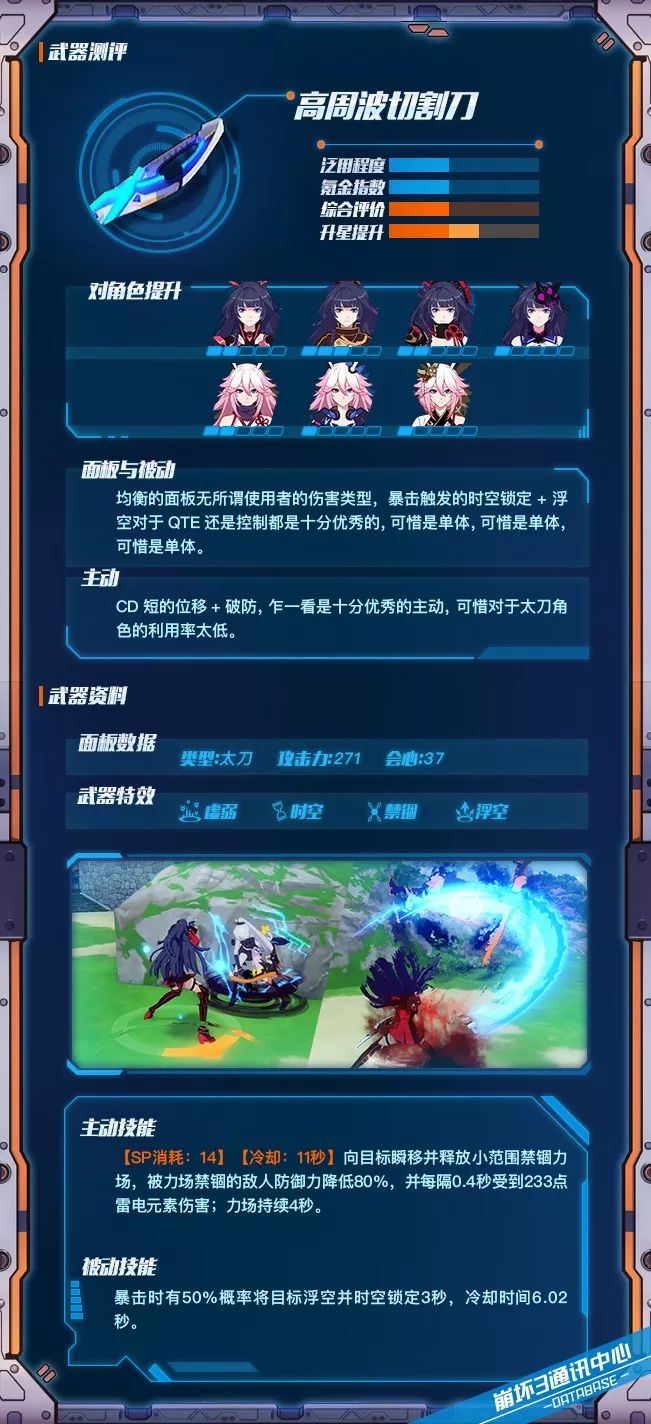 武器测评
高周波切割刀
泛用程度
氪金指数
综合评价
升星提升
对角色提升
面板与被动
均衡的面板无所谓使用者的伤害类型，暴击触发的时空锁定 + 浮
空对于 QTE 还是控制都是十分优秀的，可惜是单体，可惜是单体，
可惜是单体。
主动
CD 短的位移 + 破防，乍一看是十分优秀的主动，可惜对于太刀角
色的利用率太低。
武器资料
面板数据 类型:太刀 攻击力:271 会心:37
武器特效 虚弱 时空 禁锢 浮空
主动技能
【SP消耗：14】【冷却：11秒】向目标瞬移并释放小范围禁锢力
场，被力场禁锢的敌人防御力降低80%，并每隔0.4秒受到233点
雷电元素伤害；力场持续4秒。
被动技能
暴击时有50%概率将目标浮空并时空锁定3秒，冷却时间6.02
秒。
崩坏3通讯中心
-DATABASE-